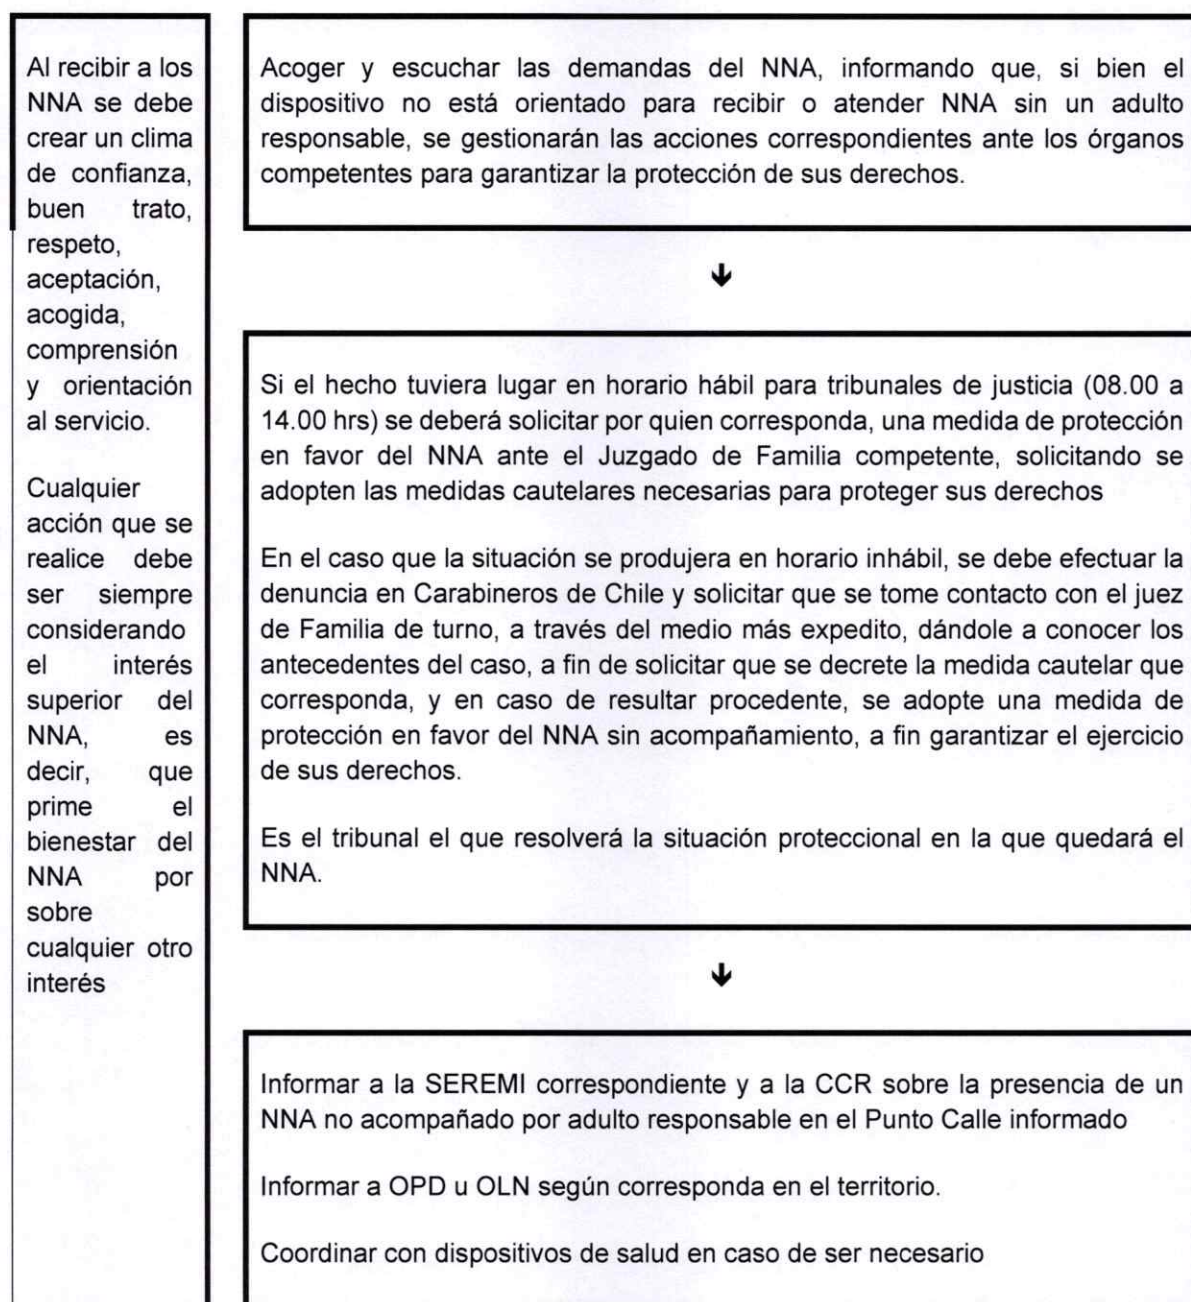 Al recibir a los
NNA se debe
crear un clima
de confianza,
buen trato,
respeto,
aceptación,
acogida,
comprensión
y orientación
al servicio.
Cualquier
acción que se
realice debe
ser siempre
considerando
el interés
superior del
NNA, es
decir, que
prime el
bienestar del
NNA por
sobre
cualquier otro
interés
Acoger y escuchar las demandas del NNA, informando que, si bien el
dispositivo no está orientado para recibir o atender NNA sin un adulto
responsable, se gestionarán las acciones correspondientes ante los órganos
competentes para garantizar la protección de sus derechos.
Si el hecho tuviera lugar en horario hábil para tribunales de justicia (08.00 a
14.00 hrs) se deberá solicitar por quien corresponda, una medida de protección
en favor del NNA ante el Juzgado de Familia competente, solicitando se
adopten las medidas cautelares necesarias para proteger sus derechos
En el caso que la situación se produjera en horario inhábil, se debe efectuar la
denuncia en Carabineros de Chile y solicitar que se tome contacto con el juez
de Familia de turno, a través del medio más expedito, dándole a conocer los
antecedentes del caso, a fin de solicitar que se decrete la medida cautelar que
corresponda, y en caso de resultar procedente, se adopte una medida de
protección en favor del NNA sin acompañamiento, a fin garantizar el ejercicio
de sus derechos.
Es el tribunal el que resolverá la situación proteccional en la que quedará el
NNA.
Informar a la SEREMI correspondiente y a la CCR sobre la presencia de un
NNA no acompañado por adulto responsable en el Punto Calle informado
Informar a OPD u OLN según corresponda en el territorio.
Coordinar con dispositivos de salud en caso de ser necesario